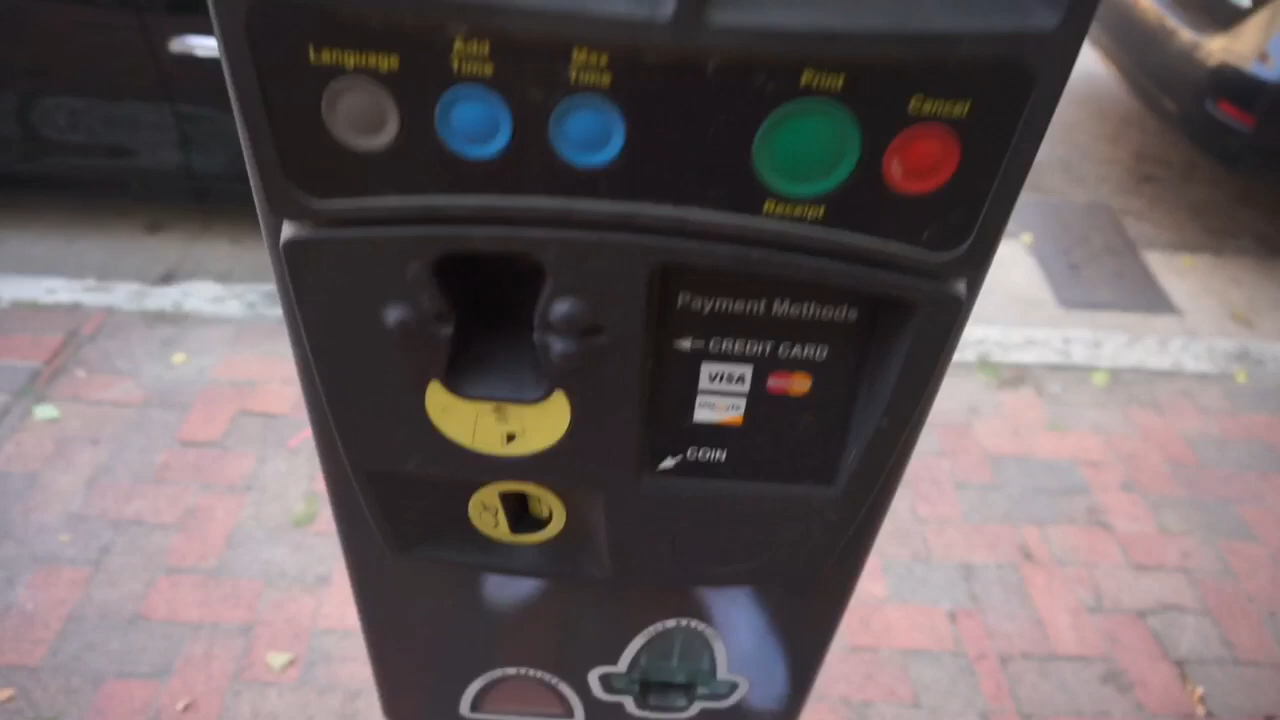 Language
Add
Time
Max
Time
Print
Receipt
Cancel
Payment Methods
CREDIT CARD
VISA
COIN